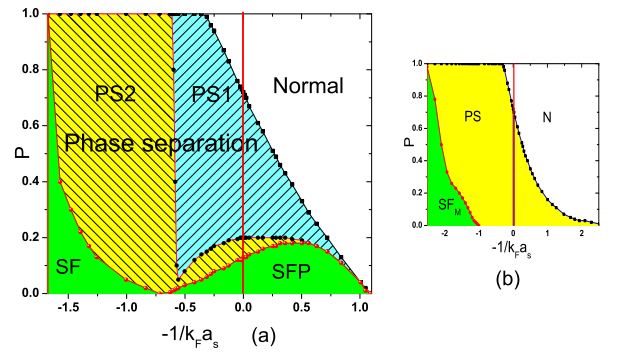 1.0
0.8
0.6
0.4
0.2
0.0
P
PS2
PS1
Normal
Phase separation
SF
SFP
-1.5
-1.0
-0.5
0.0
0.5
1.0
-1/k_F a_s
(a)
1.0
0.8
0.6
0.4
0.2
0.0
P
PS
N
SF_M
-2
-1
0
1
2
-1/k_F a_s
(b)